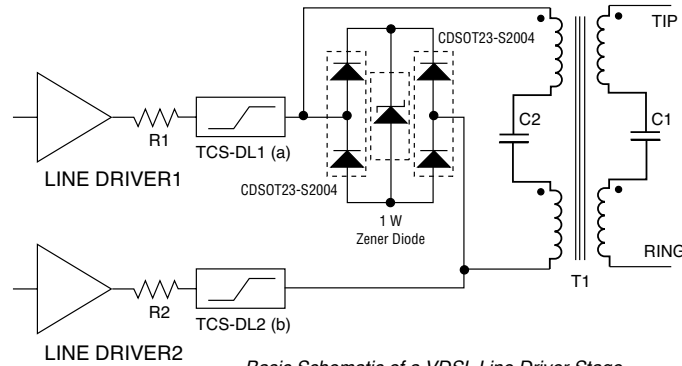 TIP
CDSOT23-S2004
C2
C1
R1
TCS-DL1 (a)
LINE DRIVER1
CDSOT23-S2004
1 W
Zener Diode
RING
T1
R2
TCS-DL2 (b)
LINE DRIVER2
Basic Schematic of a VDSL Line Driver Stage